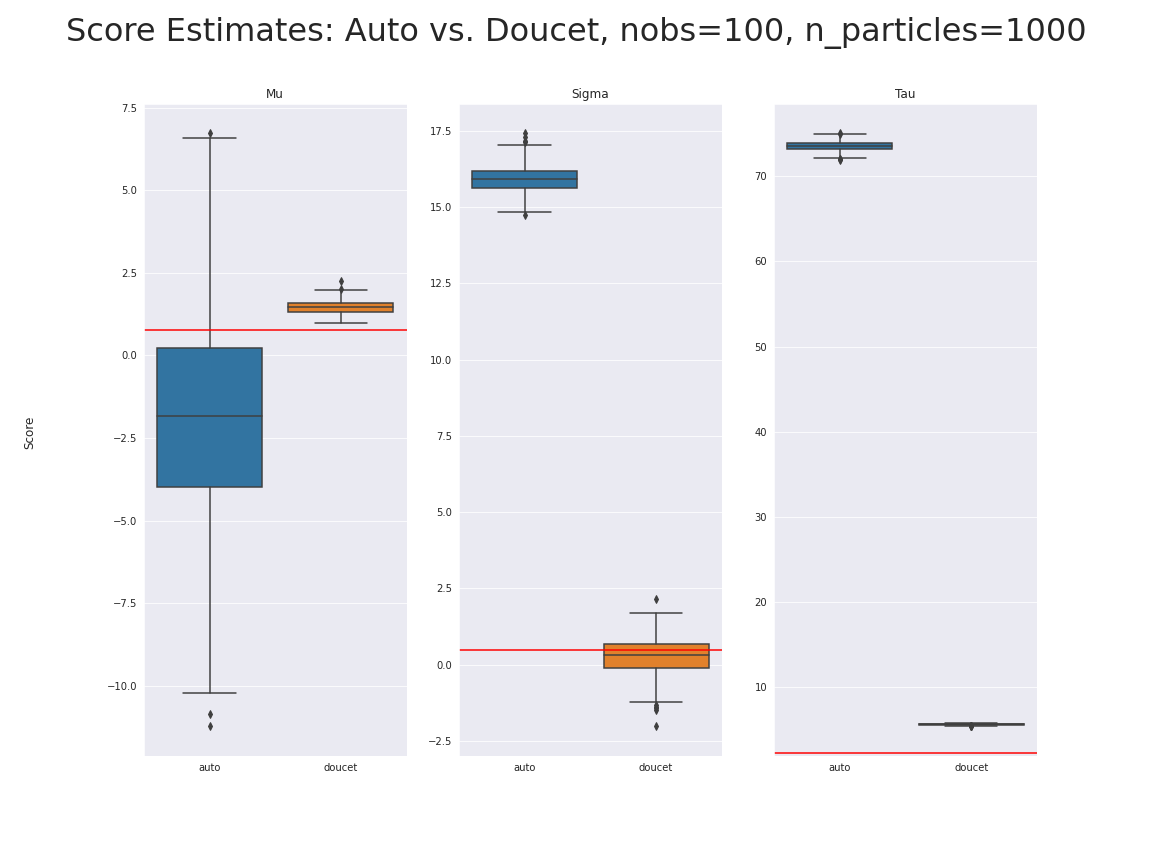 Score Estimates: Auto vs. Doucet, nobs=100, n_particles=1000
Mu
Sigma
Tau
Score
7.5
5.0
2.5
0.0
−2.5
−5.0
−7.5
−10.0
auto
doucet
17.5
15.0
12.5
10.0
7.5
5.0
2.5
0.0
−2.5
auto
doucet
70
60
50
40
30
20
10
auto
doucet